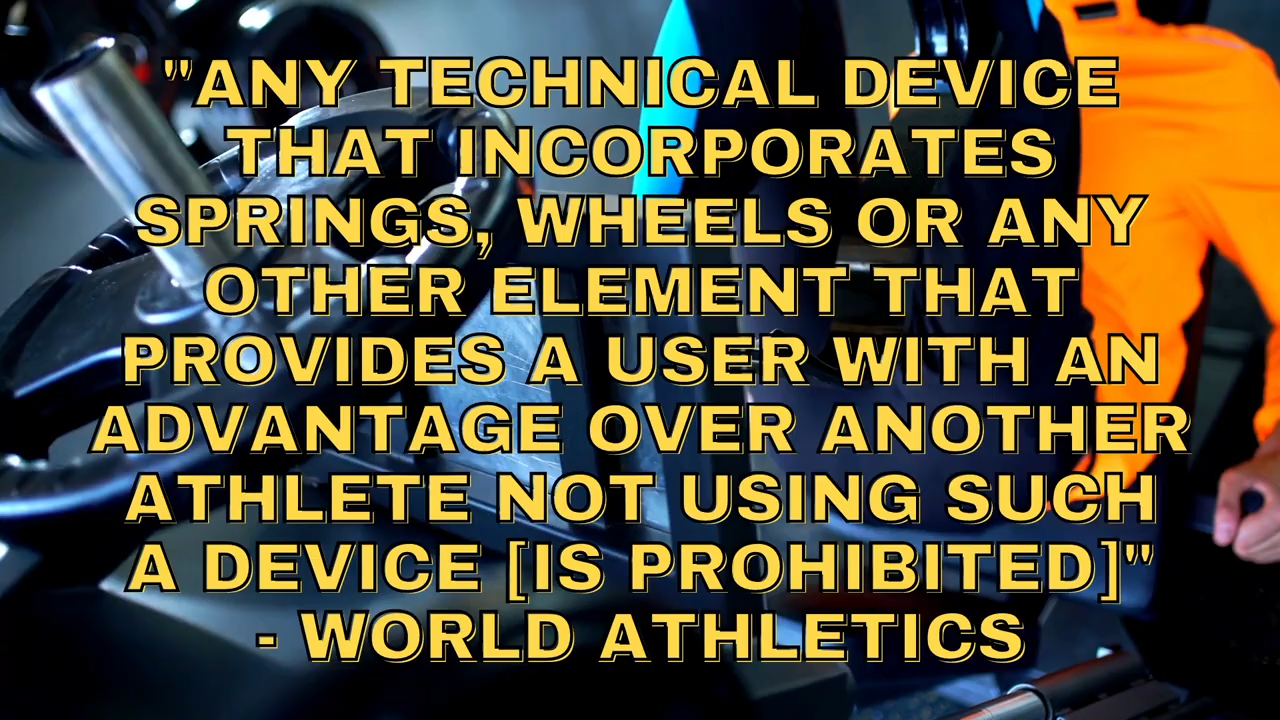 "ANY TECHNICAL DEVICE
THAT INCORPORATES
SPRINGS, WHEELS OR ANY
OTHER ELEMENT THAT
PROVIDES A USER WITH AN
ADVANTAGE OVER ANOTHER
ATHLETE NOT USING SUCH
A DEVICE [IS PROHIBITED]"
- WORLD ATHLETICS